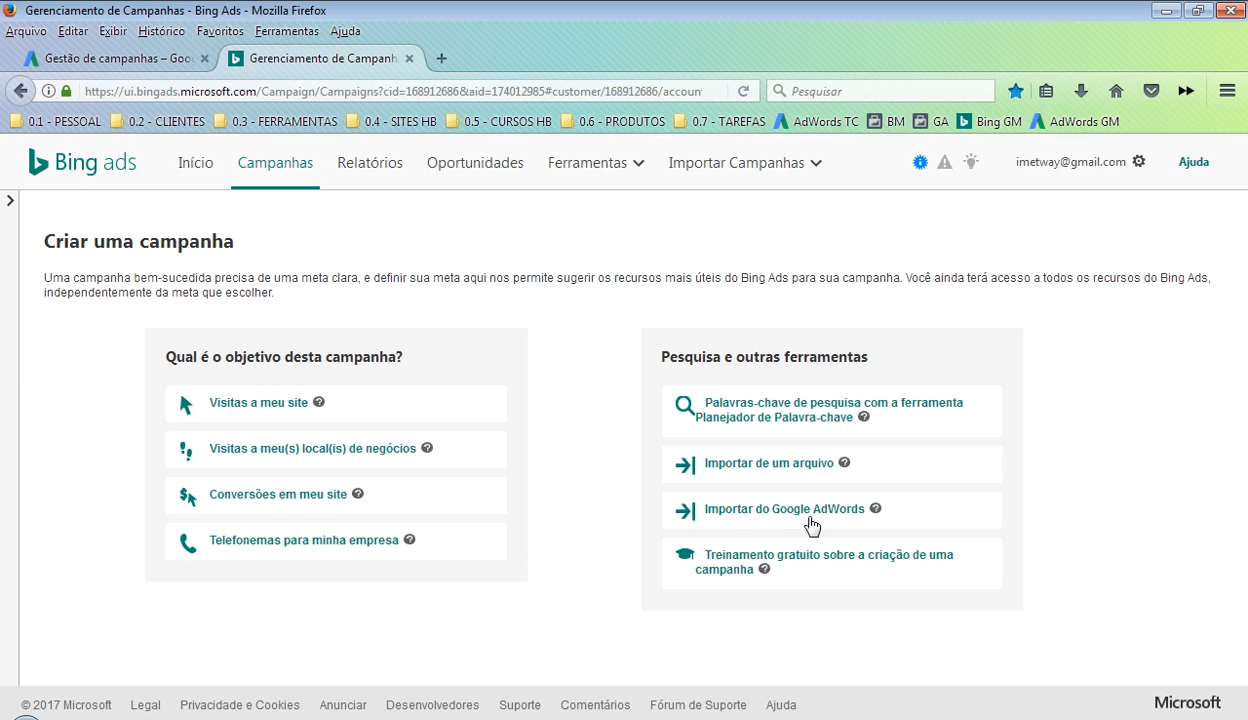 Gerenciamento de Campanhas - Bing Ads - Mozilla Firefox
Arquivo Editar Exibir Histórico Favoritos Ferramentas Ajuda
Gestão de campanhas – Goo Gerenciamento de Campanh
https://ui.bingads.microsoft.com/Campaign/Campaigns?cid=168912686&aid=174012985#customer/168912686/accoun Pesquisar
0.1 - PESSOAL 0.2 - CLIENTES 0.3 - FERRAMENTAS 0.4 - SITES HB 0.5 - CURSOS HB 0.6 - PRODUTOS 0.7 - TAREFAS AdWords TC BM GA Bing GM AdWords GM
Bing ads Início Campanhas Relatórios Oportunidades Ferramentas Importar Campanhas imetway@gmail.com Ajuda
Criar uma campanha
Uma campanha bem-sucedida precisa de uma meta clara, e definir sua meta aqui nos permite sugerir os recursos mais úteis do Bing Ads para sua campanha. Você ainda terá acesso a todos os recursos do Bing Ads,
independentemente da meta que escolher.
Qual é o objetivo desta campanha?
Visitas a meu site
Visitas a meu(s) local(is) de negócios
Conversões em meu site
Telefonemas para minha empresa
Pesquisa e outras ferramentas
Palavras-chave de pesquisa com a ferramenta
Planejador de Palavra-chave
Importar de um arquivo
Importar do Google AdWords
Treinamento gratuito sobre a criação de uma
campanha
© 2017 Microsoft Legal Privacidade e Cookies Anunciar Desenvolvedores Suporte Comentários Fórum de Suporte Ajuda Microsoft